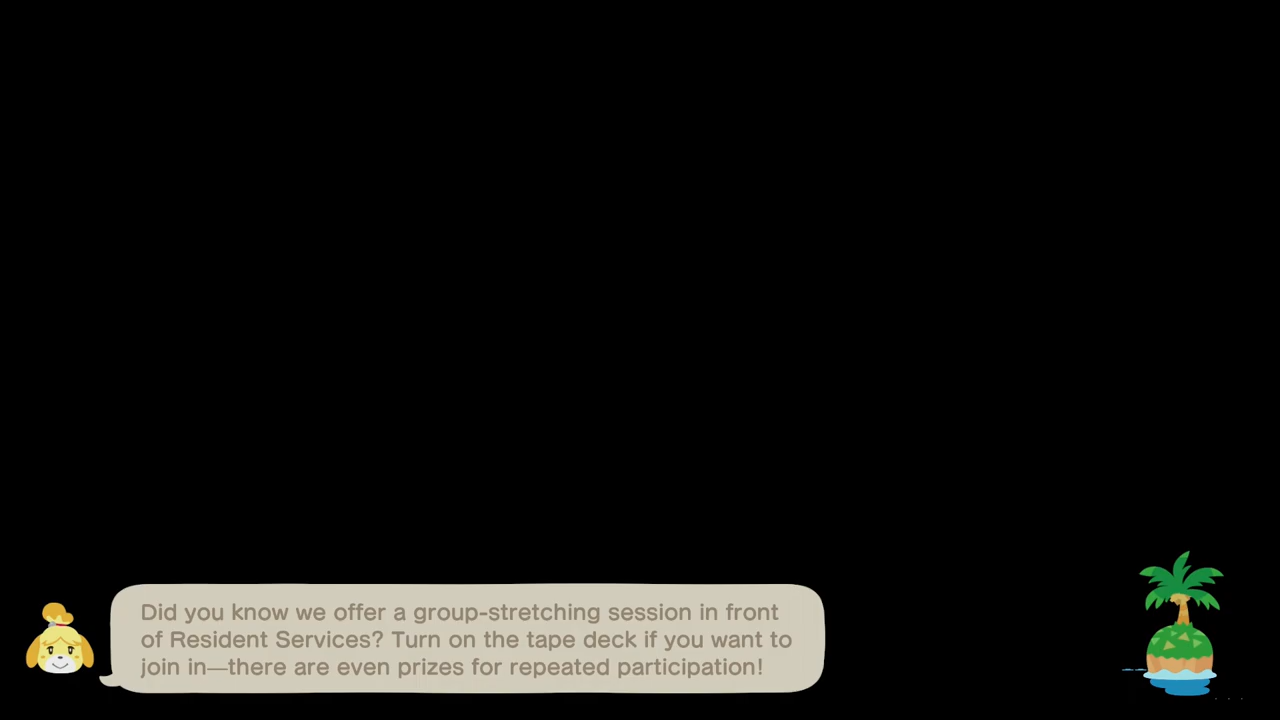 Did you know we offer a group-stretching session in front
of Resident Services? Turn on the tape deck if you want to
join in—there are even prizes for repeated participation!